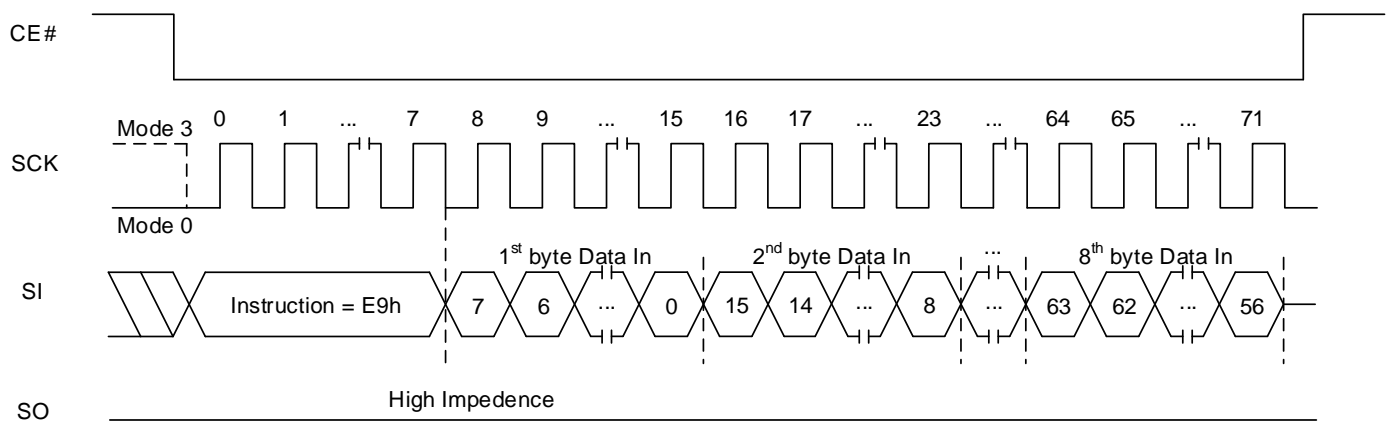 CE#
Mode 3
0 1 ... 7 8 9 ... 15 16 17 ... 23 ... 64 65 ... 71
SCK
Mode 0
1st byte Data In 2nd byte Data In ... 8th byte Data In
SI
Instruction = E9h 7 6 ... 0 15 14 ... 8 ... 63 62 ... 56
High Impedence
SO